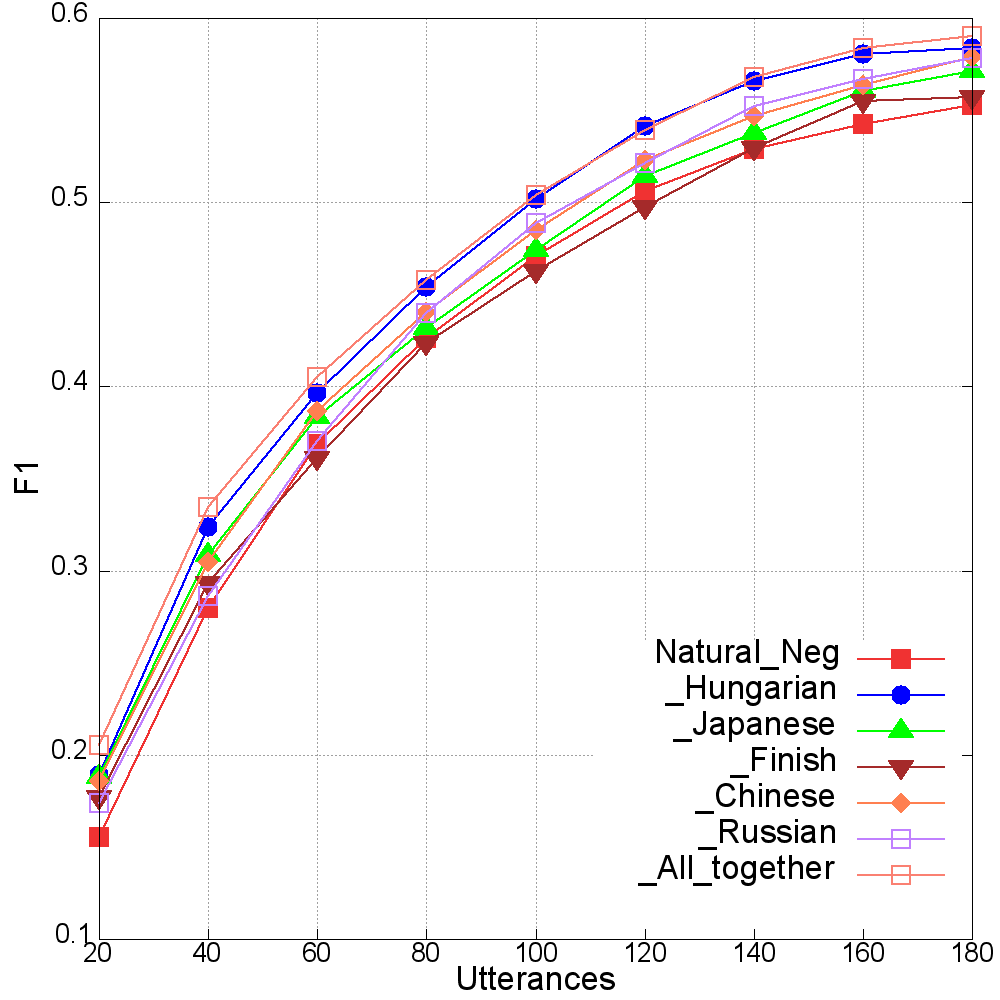 0.6
0.5
0.4
0.3
0.2
0.1
F1
Natural_Neg
_Hungarian
_Japanese
_Finish
_Chinese
_Russian
_All_together
20 40 60 80 100 120 140 160 180
Utterances